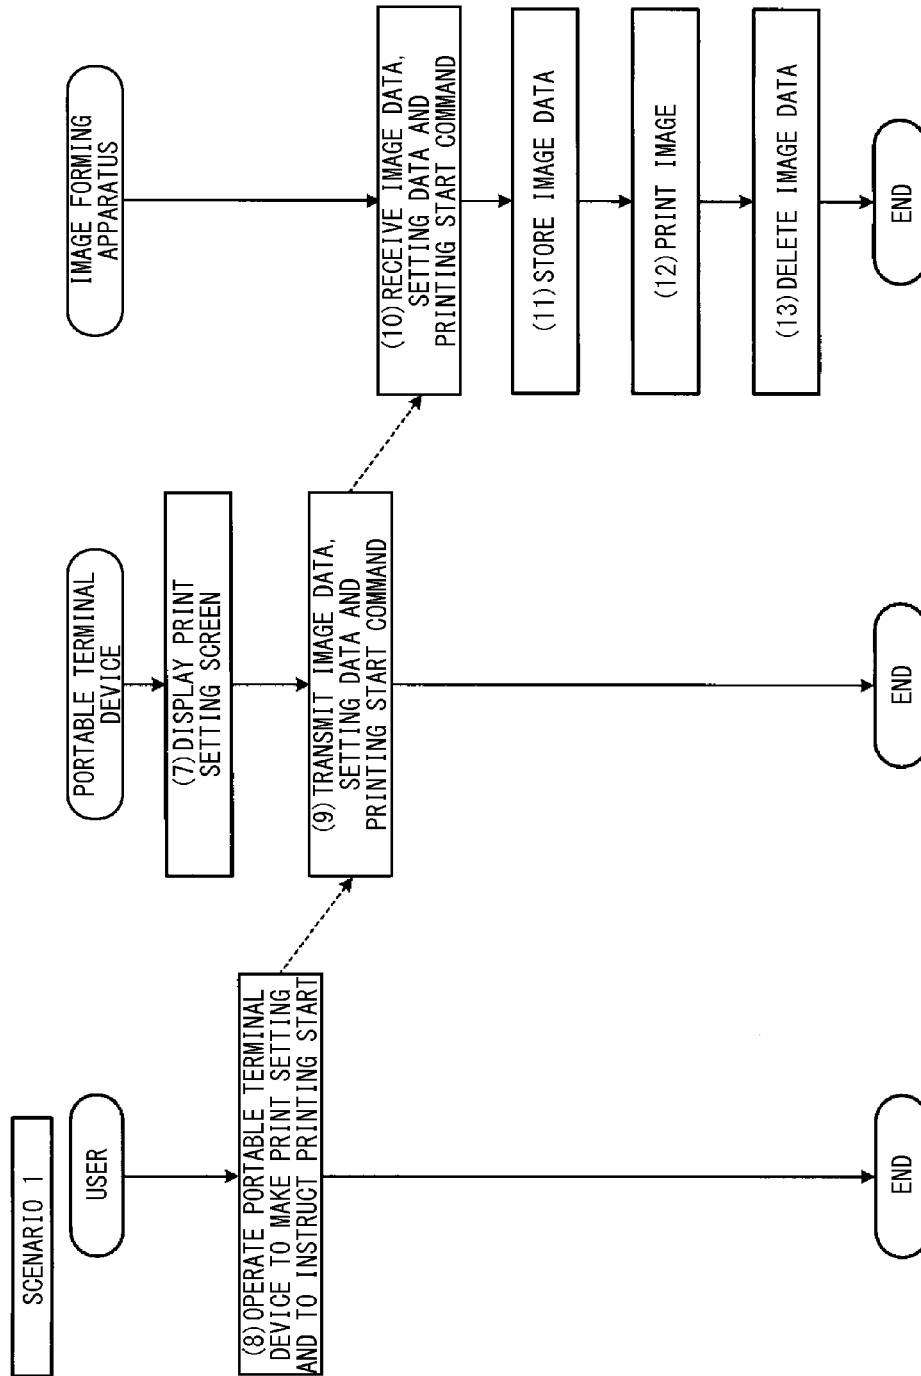 SCENARIO 1
USER
(8)OPERATE PORTABLE TERMINAL
DEVICE TO MAKE PRINT SETTING
AND TO INSTRUCT PRINTING START
END
PORTABLE TERMINAL
DEVICE
(7)DISPLAY PRINT
SETTING SCREEN
(9)TRANSMIT IMAGE DATA,
SETTING DATA AND
PRINTING START COMMAND
END
IMAGE FORMING
APPARATUS
(10)RECEIVE IMAGE DATA,
SETTING DATA AND
PRINTING START COMMAND
(11)STORE IMAGE DATA
(12)PRINT IMAGE
(13)DELETE IMAGE DATA
END